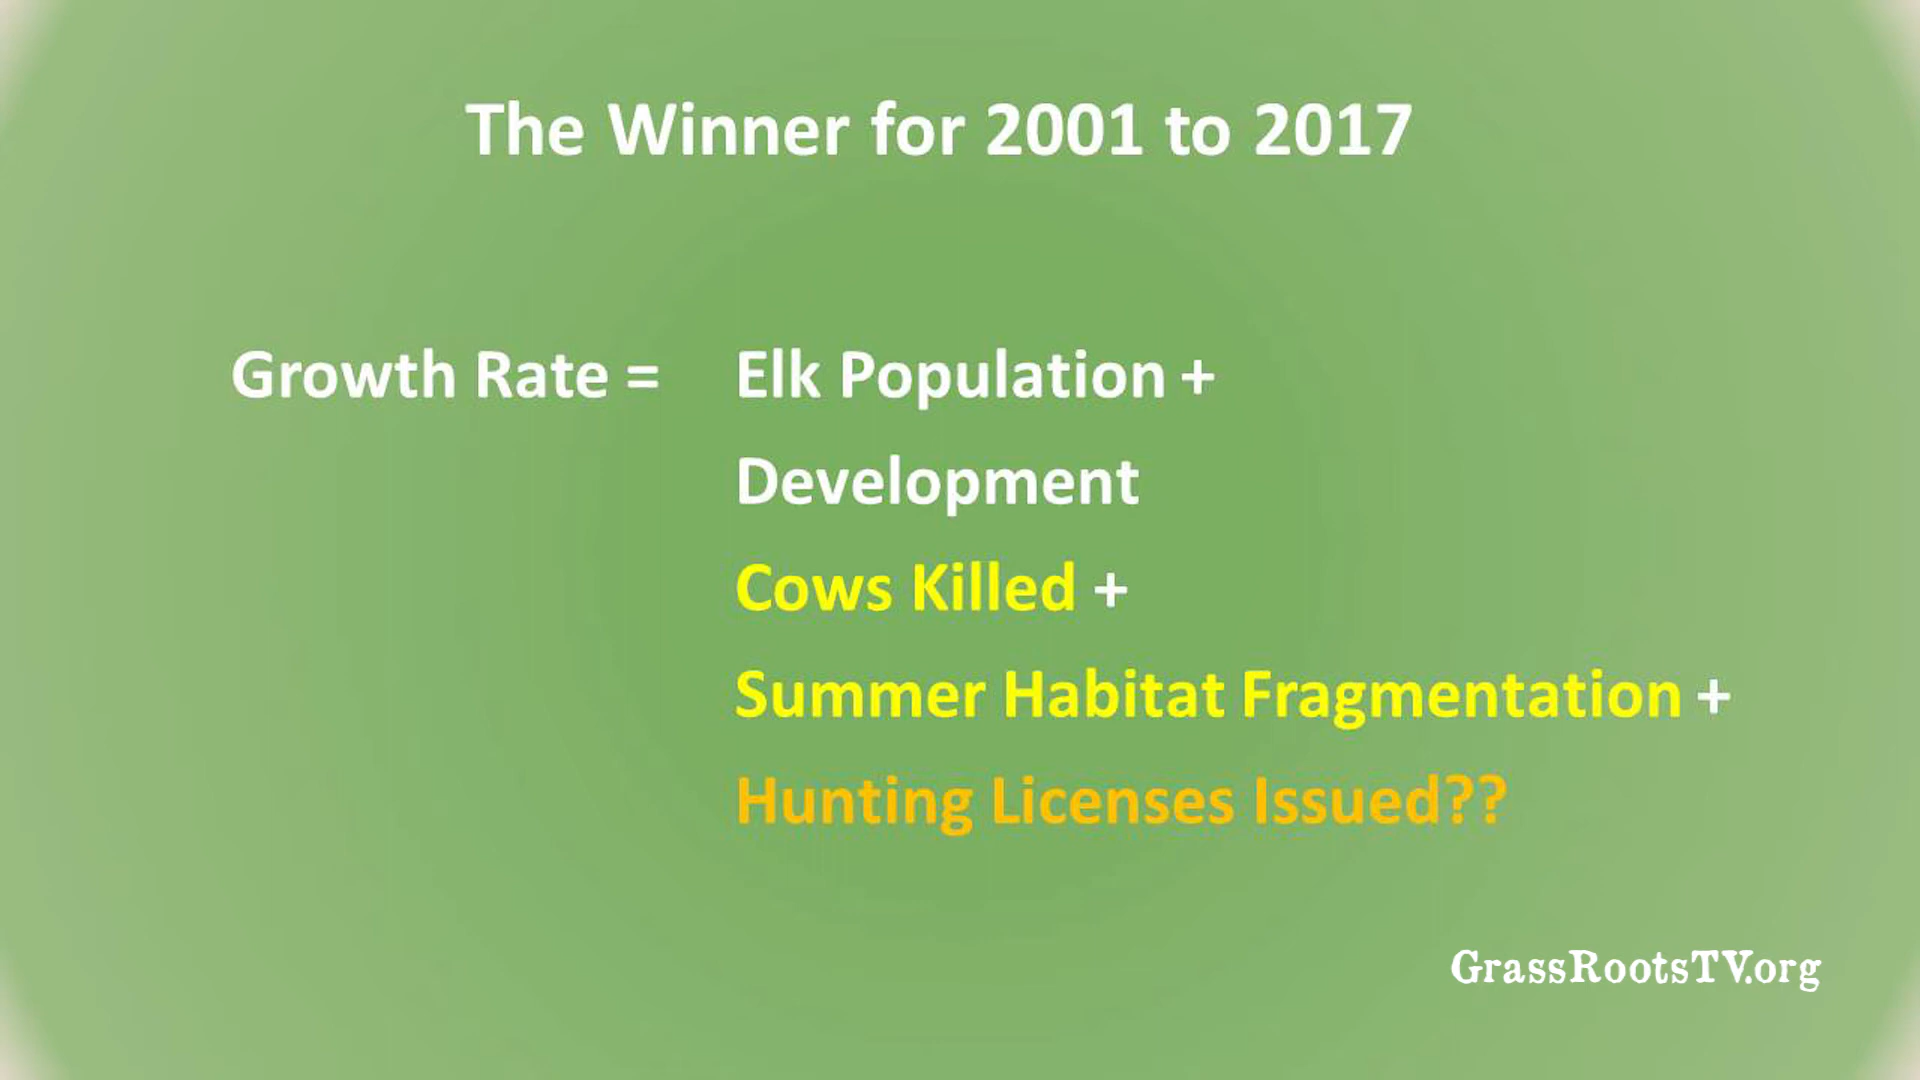 The Winner for 2001 to 2017
Growth Rate = Elk Population +
Development
Cows Killed +
Summer Habitat Fragmentation +
Hunting Licenses Issued??
GrassRootsTV.org